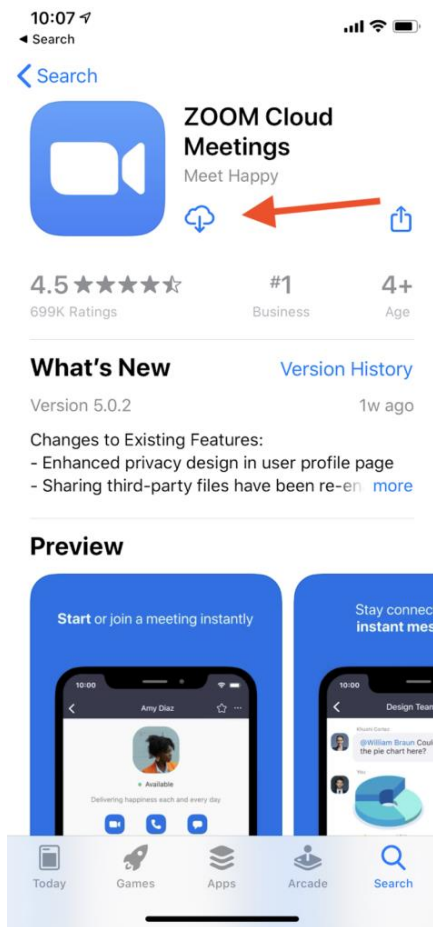 10:07
Search
Search
ZOOM Cloud
Meetings
Meet Happy
4.5
#1
4+
699K Ratings
Business
Age
What's New
Version History
Version 5.0.2
1w ago
Changes to Existing Features:
- Enhanced privacy design in user profile page
- Sharing third-party files have been re-en more
Preview
Start or join a meeting instantly
Stay connec
instant mes
10:00
Amy Diaz
Available
Delivering happiness each and every day
10:00
Design Team
Khushi Cortez
@William Braun Coul
the pie chart here?
You
Today
Games
Apps
Arcade
Search